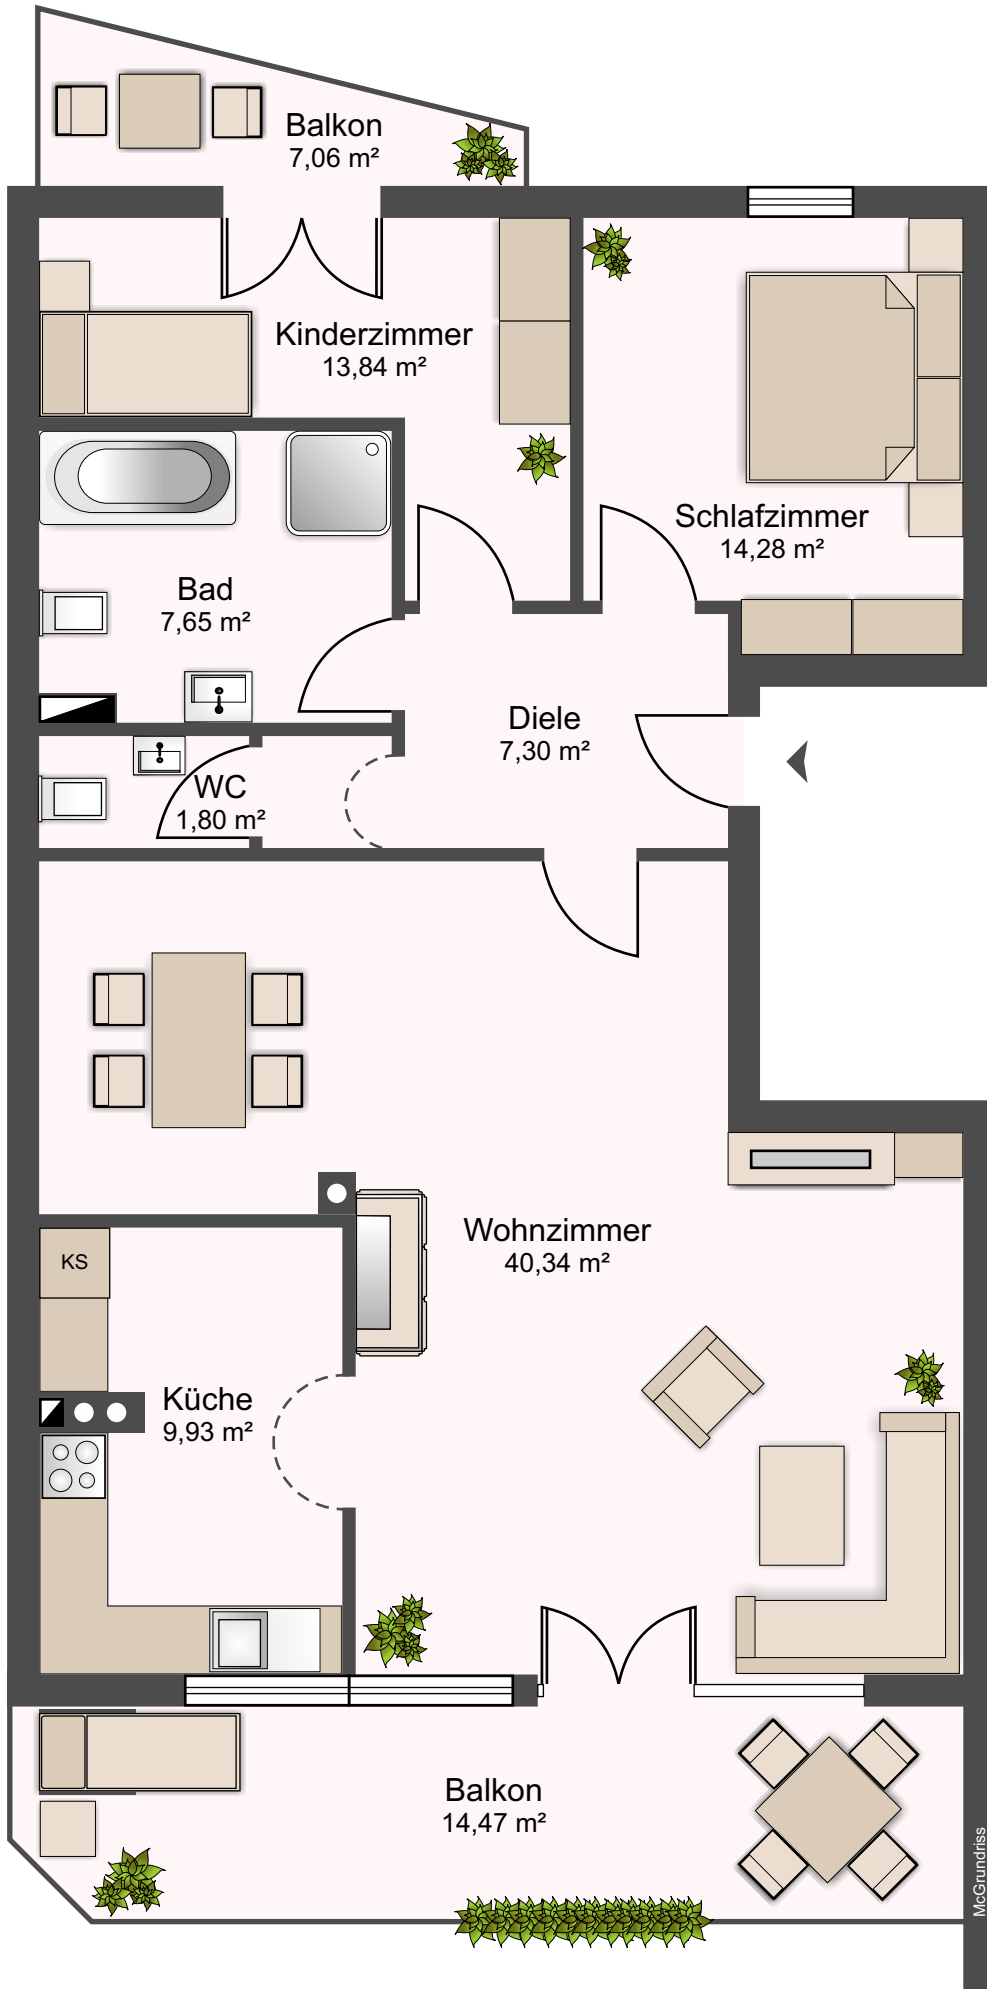 Balkon
7,06 m²
Kinderzimmer
13,84 m²
Schlafzimmer
14,28 m²
Bad
7,65 m²
Diele
7,30 m²
WC
1,80 m²
Wohnzimmer
40,34 m²
KS
Küche
9,93 m²
Balkon
14,47 m²
McGrundriss